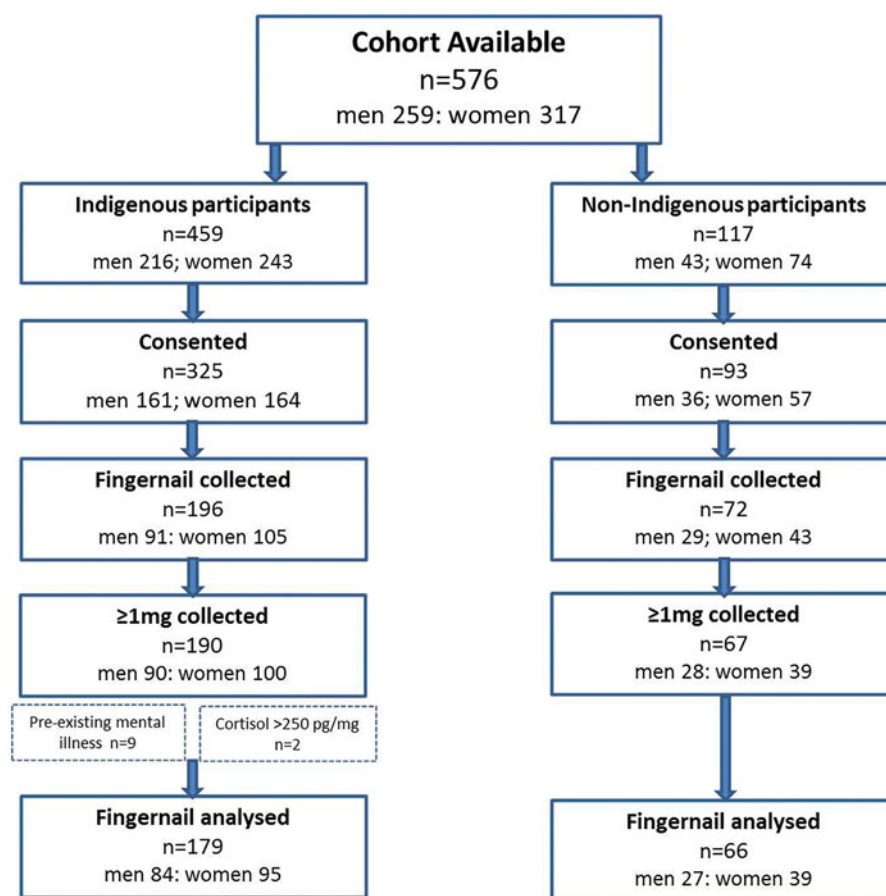 Cohort Available
n=576
men 259: women 317
Indigenous participants
n=459
men 216; women 243
Non-Indigenous participants
n=117
men 43; women 74
Consented
n=325
men 161; women 164
Consented
n=93
men 36; women 57
Fingernail collected
n=196
men 91: women 105
Fingernail collected
n=72
men 29; women 43
≥1mg collected
n=190
men 90: women 100
≥1mg collected
n=67
men 28: women 39
Pre-existing mental
illness n=9
Cortisol >250 pg/mg
n=2
Fingernail analysed
n=179
men 84: women 95
Fingernail analysed
n=66
men 27: women 39